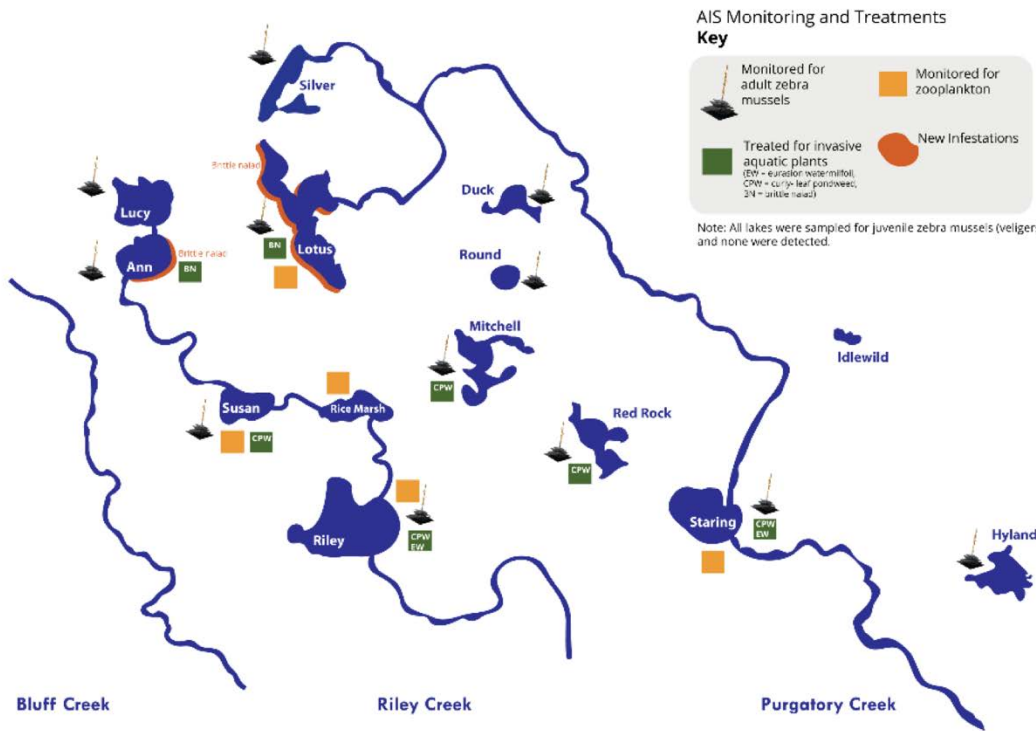 AIS Monitoring and Treatments
Key
Monitored for
adult zebra
mussels
Monitored for
zooplankton
Treated for invasive
aquatic plants
(EW = eurasion watermilfoil,
CPW = curly- leaf pondweed,
BN = brittle naiad)
New Infestations
Note: All lakes were sampled for juvenile zebra mussels (veligers
and none were detected.
Silver
Brittle naiad
Lotus
BN
Lucy
Ann
Brittle naiad
BN
Duck
Round
Mitchell
CPW
Idlewild
Susan
CPW
Rice Marsh
Red Rock
CPW
Riley
CPW
EW
Staring
CPW
EW
Hyland
Bluff Creek
Riley Creek
Purgatory Creek